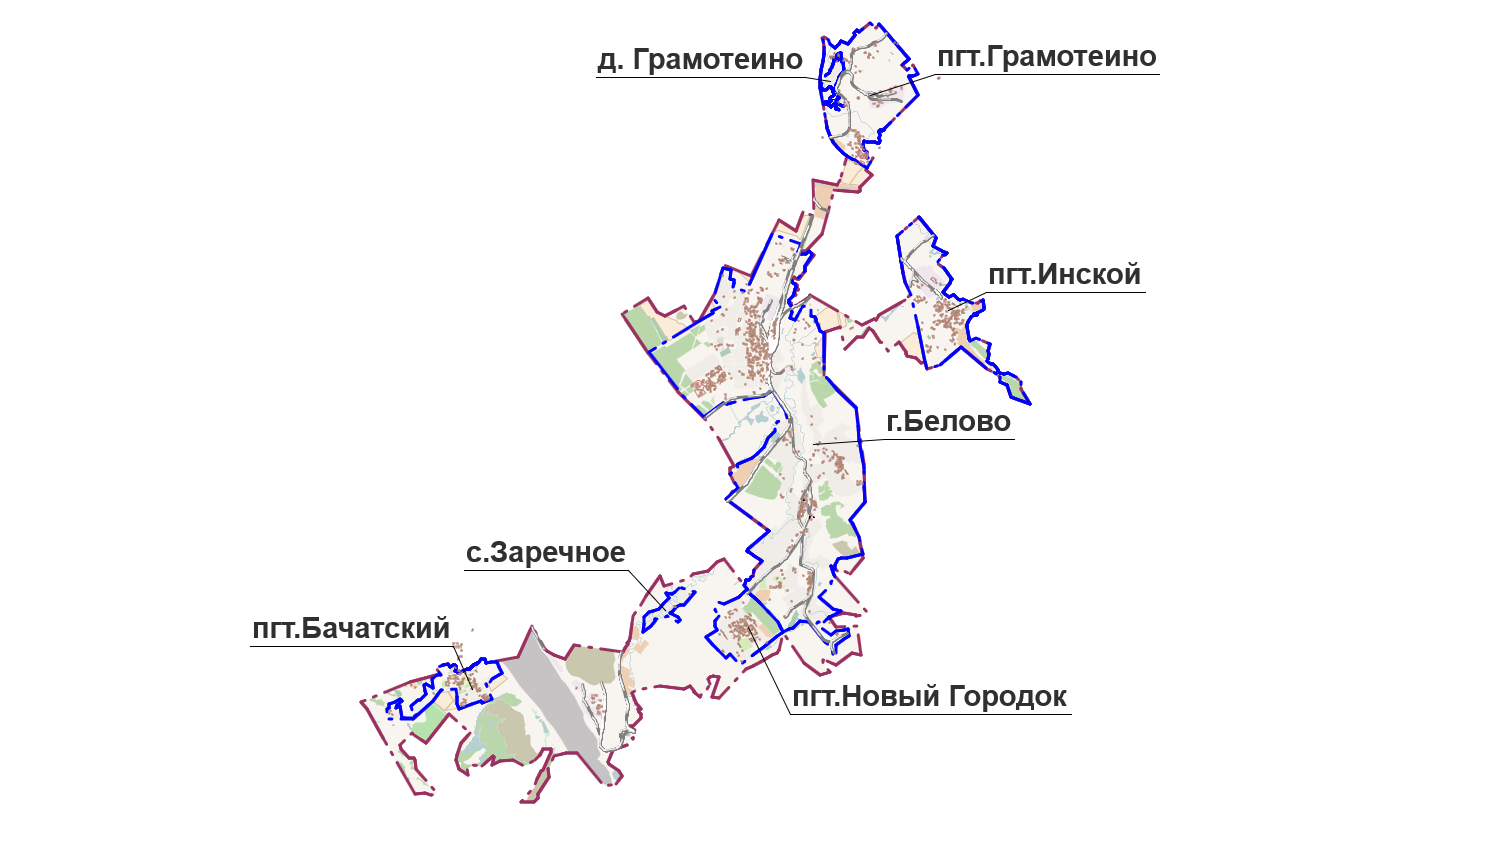 д. Грамотеино
пгт.Грамотеино
пгт.Инской
г.Белово
с.Заречное
пгт.Бачатский
пгт.Новый Городок